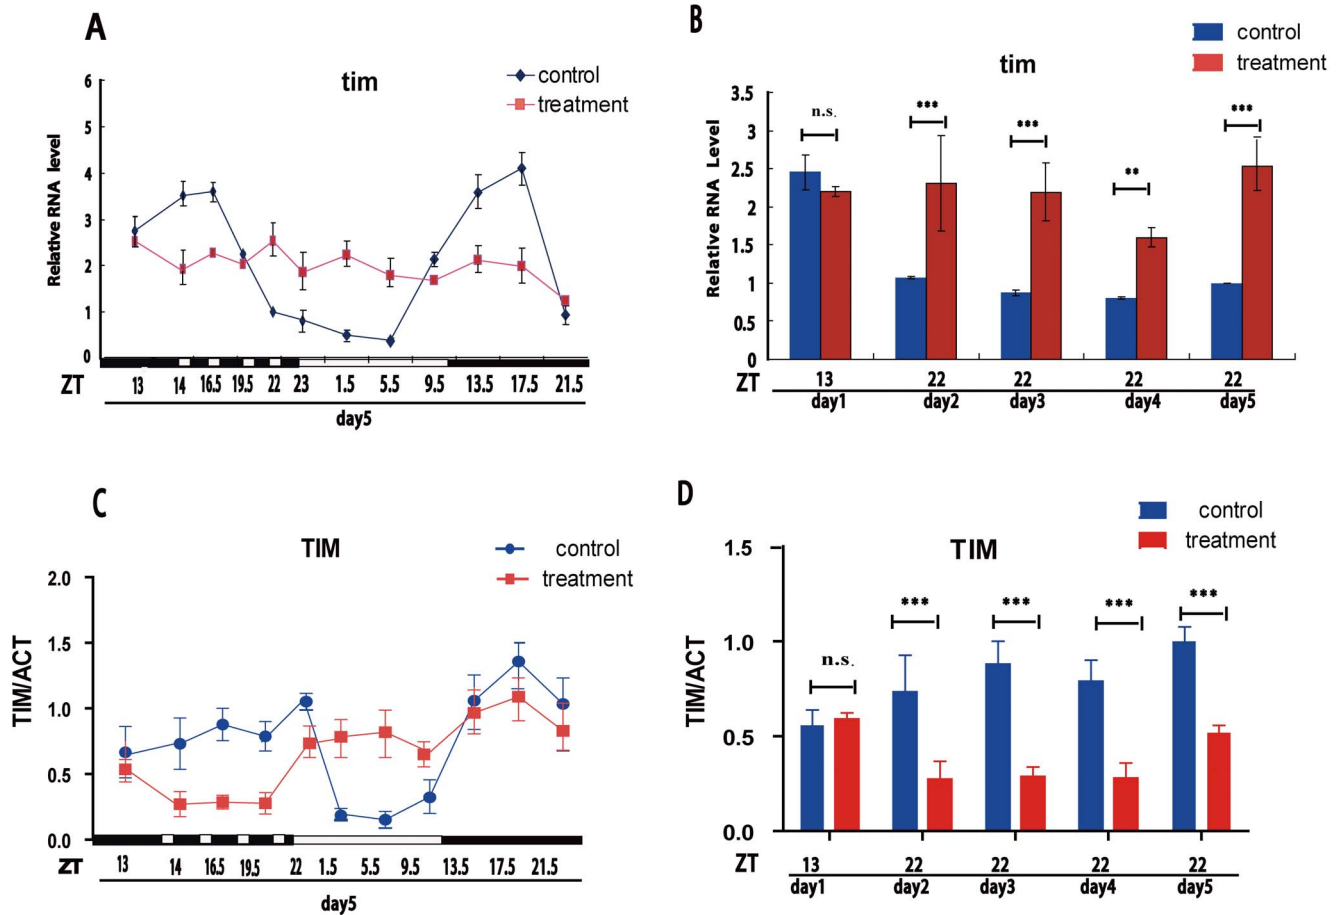 A
tim
control
treatment
Relative RNA level
6
5
4
3
2
1
0
ZT 13 14 16.5 19.5 22 23 1.5 5.5 9.5 13.5 17.5 21.5
day5
B
tim
control
treatment
Relative RNA Level
3.5
3
2.5
2
1.5
1
0.5
0
n.s.
***
***
**
***
ZT 13 22 22 22 22
day1 day2 day3 day4 day5
C
TIM
control
treatment
TIM/ACT
2.0
1.5
1.0
0.5
0.0
ZT 13 14 16.5 19.5 22 1.5 5.5 9.5 13.5 17.5 21.5
day5
D
TIM
control
treatment
TIM/ACT
1.5
1.0
0.5
0.0
n.s.
***
***
***
***
ZT 13 22 22 22 22
day1 day2 day3 day4 day5